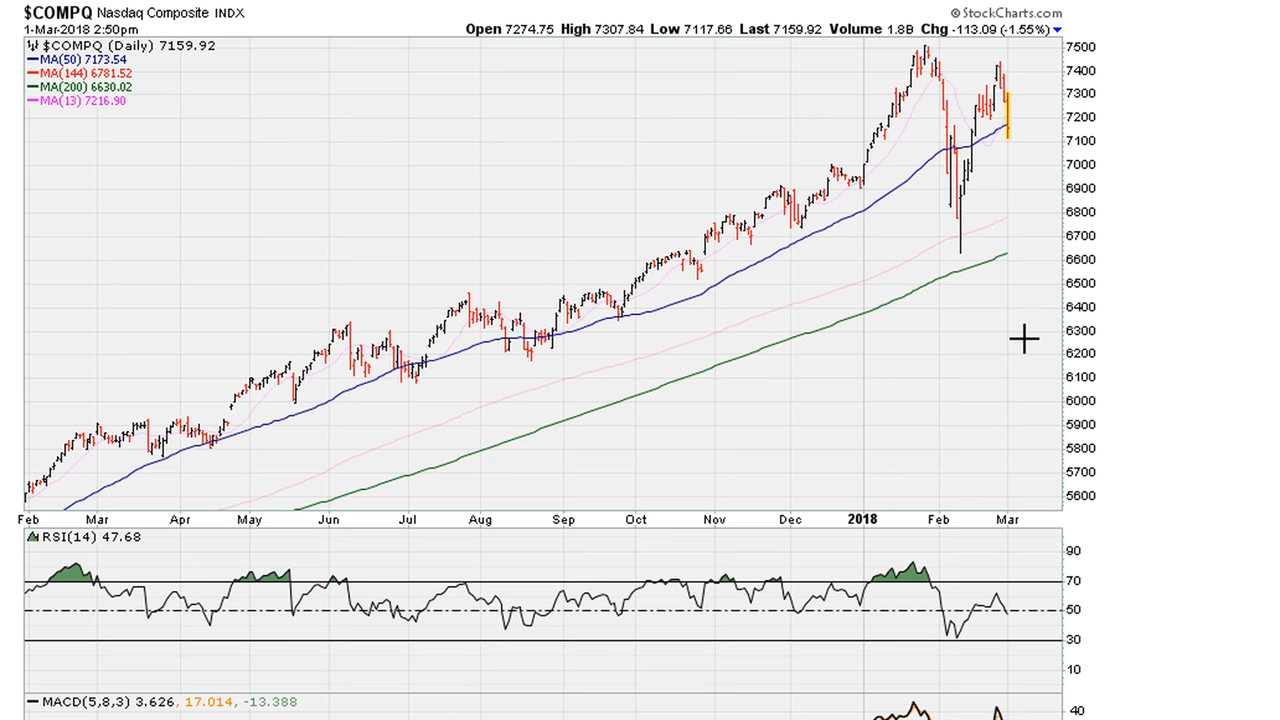 $COMPQ Nasdaq Composite INDX
© StockCharts.com
1-Mar-2018 2:50pm
Open 7274.75 High 7307.84 Low 7117.66 Last 7159.92 Volume 1.8B Chg -113.09 (-1.55%)
$COMPQ (Daily) 7159.92
MA(50) 7173.54
MA(144) 6781.52
MA(200) 6630.02
MA(13) 7216.90
7500
7400
7300
7200
7100
7000
6900
6800
6700
6600
6500
6400
6300
6200
6100
6000
5900
5800
5700
5600
Feb Mar Apr May Jun Jul Aug Sep Oct Nov Dec 2018 Feb Mar
RSI(14) 47.68
90
70
50
30
10
MACD(5,8,3) 3.626, 17.014, -13.388
40